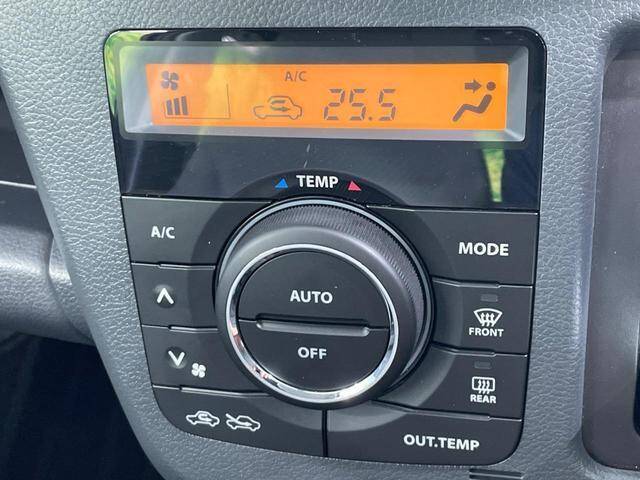 A/C
25.5
TEMP
A/C
MODE
AUTO
OFF
FRONT
REAR
OUT.TEMP